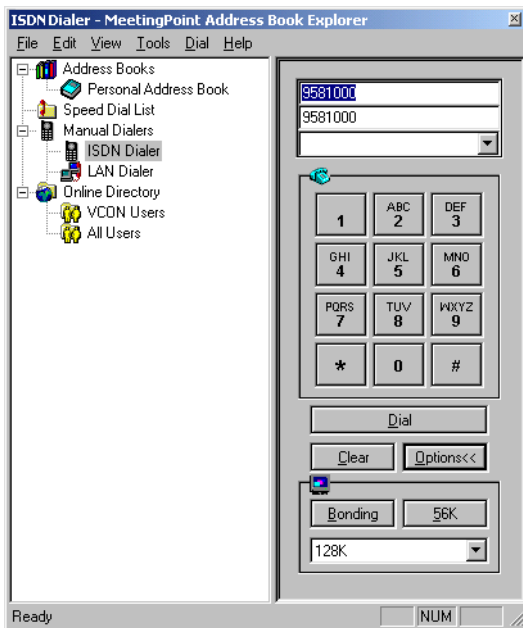 ISDN Dialer - MeetingPoint Address Book Explorer
File Edit View Tools Dial Help
Address Books
Personal Address Book
Speed Dial List
Manual Dialers
ISDN Dialer
LAN Dialer
Online Directory
VCON Users
All Users
9581000
9581000
1 ABC 2 DEF 3
GHI 4 JKL 5 MNO 6
PQRS 7 TUV 8 WXYZ 9
* 0 #
Dial
Clear Options<<
Bonding 56K
128K
Ready NUM